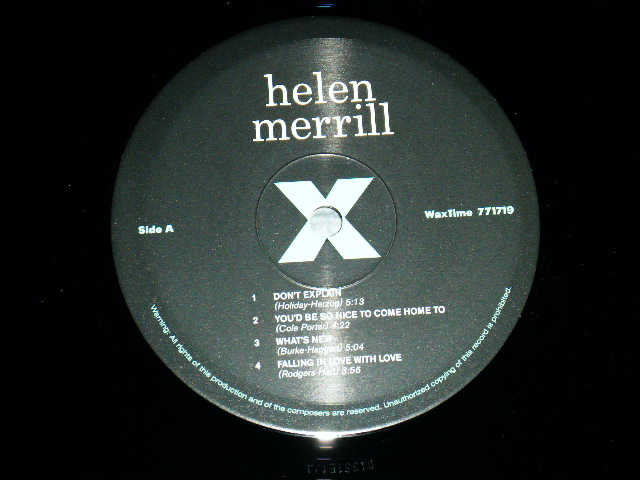 helen
merrill
X
Side A
WaxTime 771719
1 DON'T EXPLAIN
(Holiday-Herzog) 5:13
2 YOU'D BE SO NICE TO COME HOME TO
(Cole Porter) 4:22
3 WHAT'S NEW
(Burke-Haggart) 5:04
4 FALLING IN LOVE WITH LOVE
(Rodgers-Hart) 3:56
Warning: All rights of this production and of the composers are reserved. Unauthorized copying of this record is prohibited.